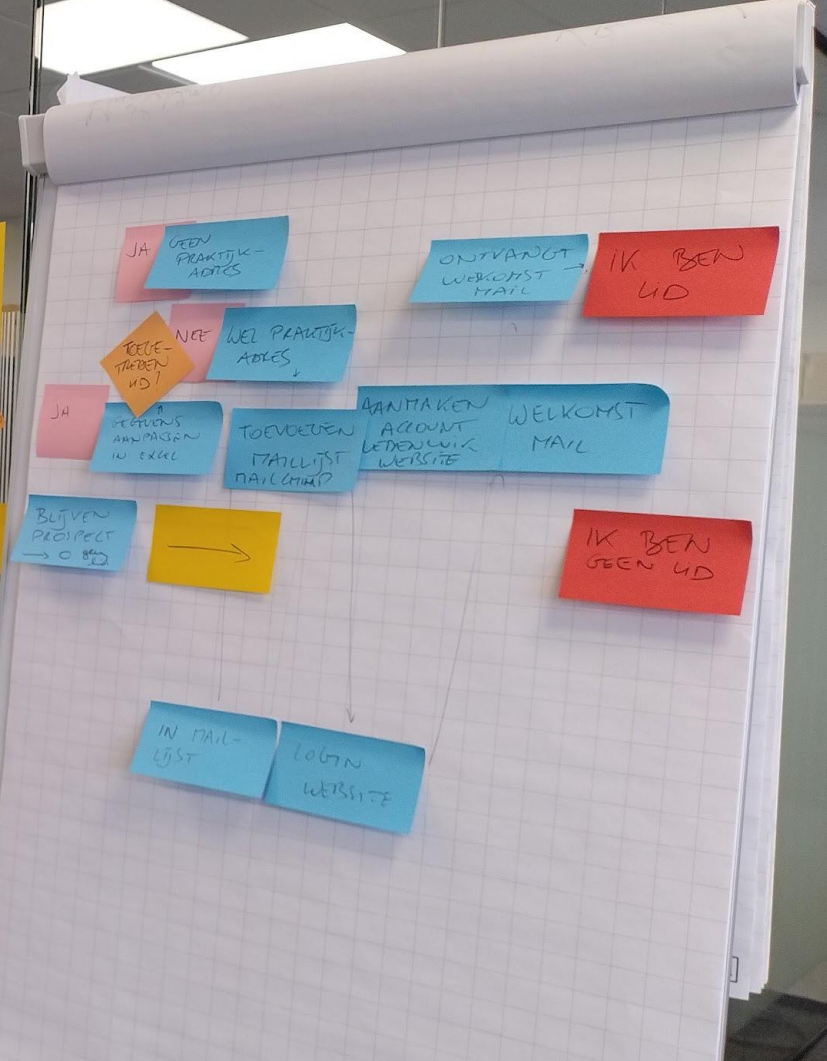 JA
GEEN
PRAKTIJK-
ADRES
ONTVANGT
WELKOMST
MAIL
IK BEN
LID
NEE
WEL PRAKTIJK-
ADRES
TOEGE-
TREDEN
LID?
JA
GEGEVENS
AANPASSEN
IN EXCEL
TOEVOEGEN
MAILLIJST
MAILCHIMP
AANMAKEN
ACCOUNT
WEBSITE
WELKOMST
MAIL
BLIJVEN
PROSPECT
IK BEN
GEEN LID
IN MAIL-
LIJST
LOGIN
WEBSITE